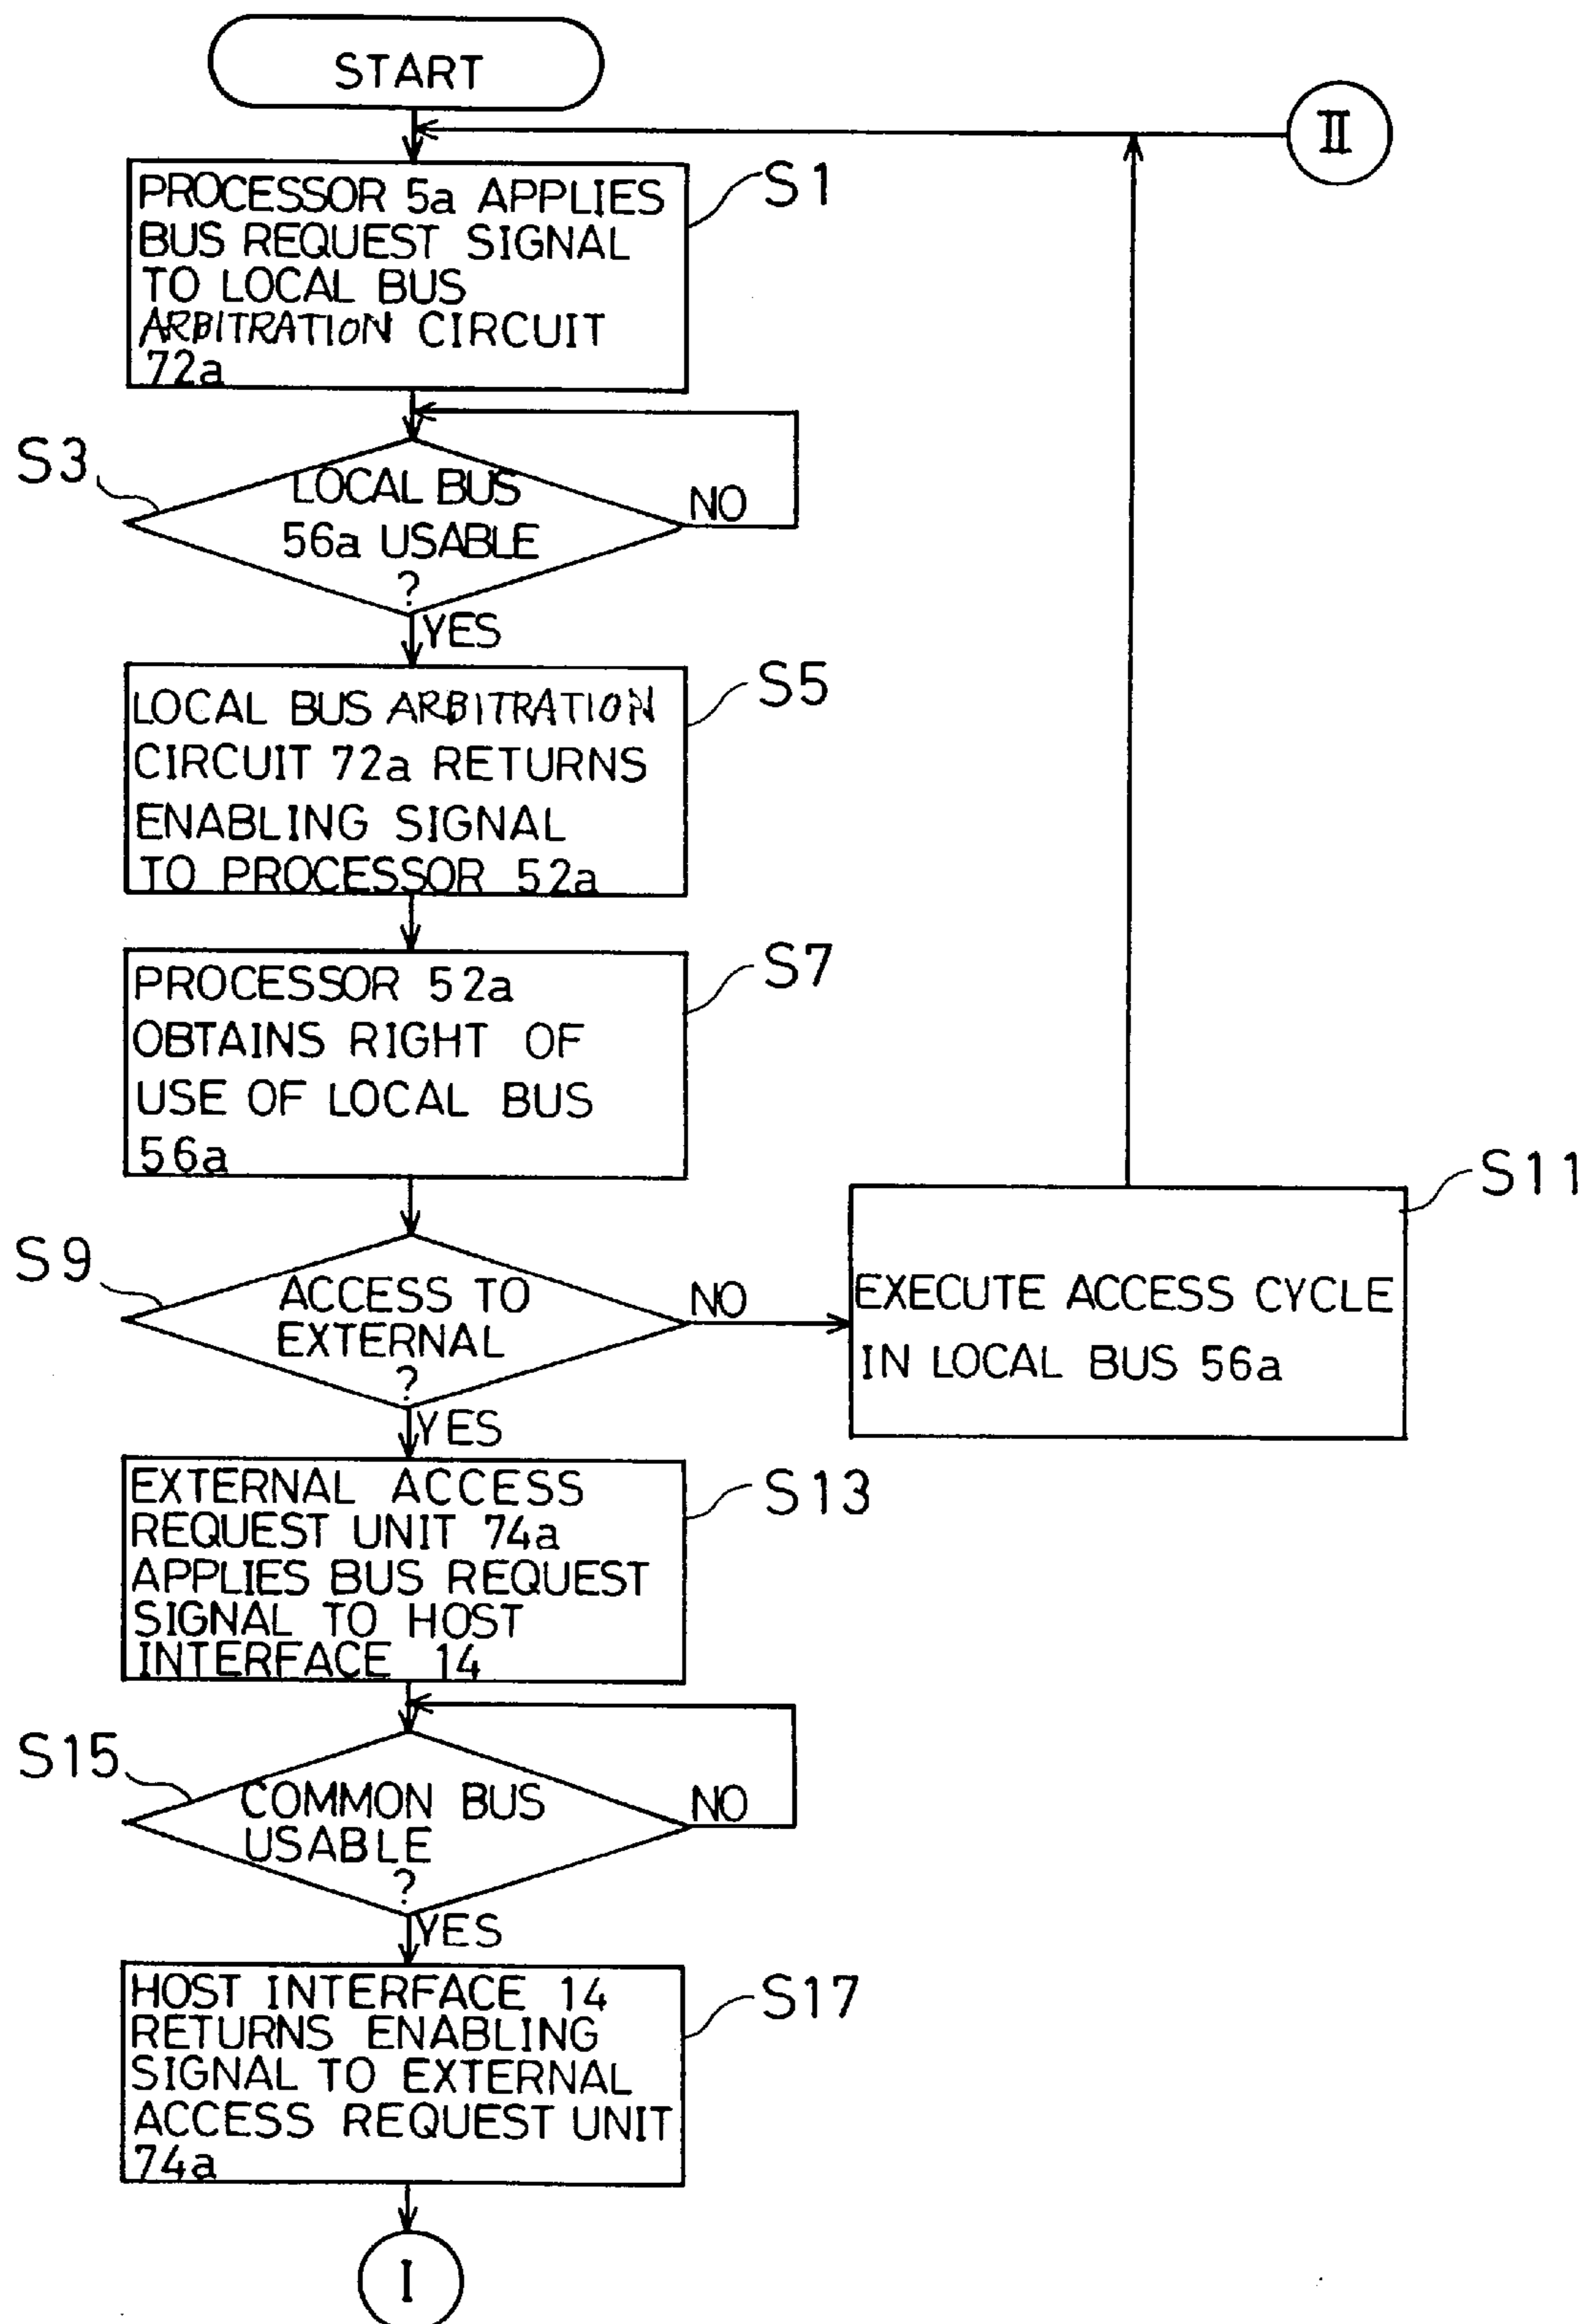 START
II
PROCESSOR 5a APPLIES
BUS REQUEST SIGNAL
TO LOCAL BUS
ARBITRATION CIRCUIT
72a
S1
S3
LOCAL BUS
56a USABLE
?
NO
YES
LOCAL BUS ARBITRATION
CIRCUIT 72a RETURNS
ENABLING SIGNAL
TO PROCESSOR 52a
S5
PROCESSOR 52a
OBTAINS RIGHT OF
USE OF LOCAL BUS
56a
S7
S9
ACCESS TO
EXTERNAL
?
NO
YES
EXECUTE ACCESS CYCLE
IN LOCAL BUS 56a
S11
EXTERNAL ACCESS
REQUEST UNIT 74a
APPLIES BUS REQUEST
SIGNAL TO HOST
INTERFACE 14
S13
S15
COMMON BUS
USABLE
?
NO
YES
HOST INTERFACE 14
RETURNS ENABLING
SIGNAL TO EXTERNAL
ACCESS REQUEST UNIT
74a
S17
I